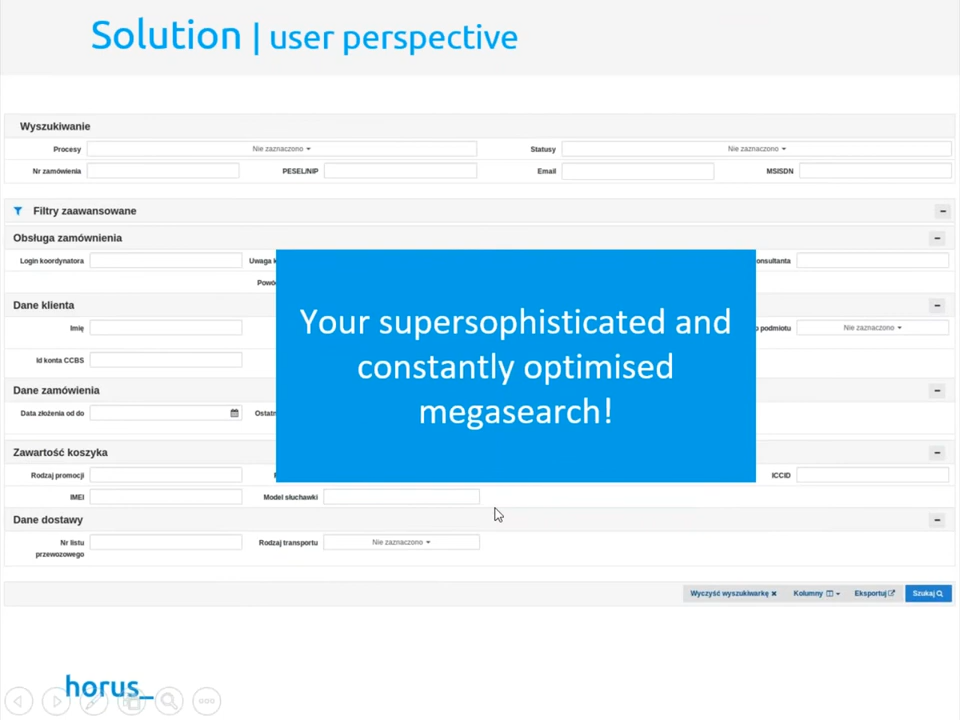 Solution | user perspective
Wyszukiwanie
Procesy Nie zaznaczono Statusy Nie zaznaczono
Nr zamówienia PESEL/NIP Email MSISDN
Filtry zaawansowane
Obsługa zamównienia
Login koordynatora Uwaga
Dane klienta
Imię podmiotu Nie zaznaczono
Id konta CCBS
Your supersophisticated and
constantly optimised
megasearch!
Dane zamówienia
Data złożenia od do
Zawartość koszyka
Rodzaj promocji ICCID
IMEI Model słuchawki
Dane dostawy
Nr listu
przewozowego Rodzaj transportu Nie zaznaczono
Wyczyść wyszukiwarkę Kolumny Eksportuj Szukaj
horus_